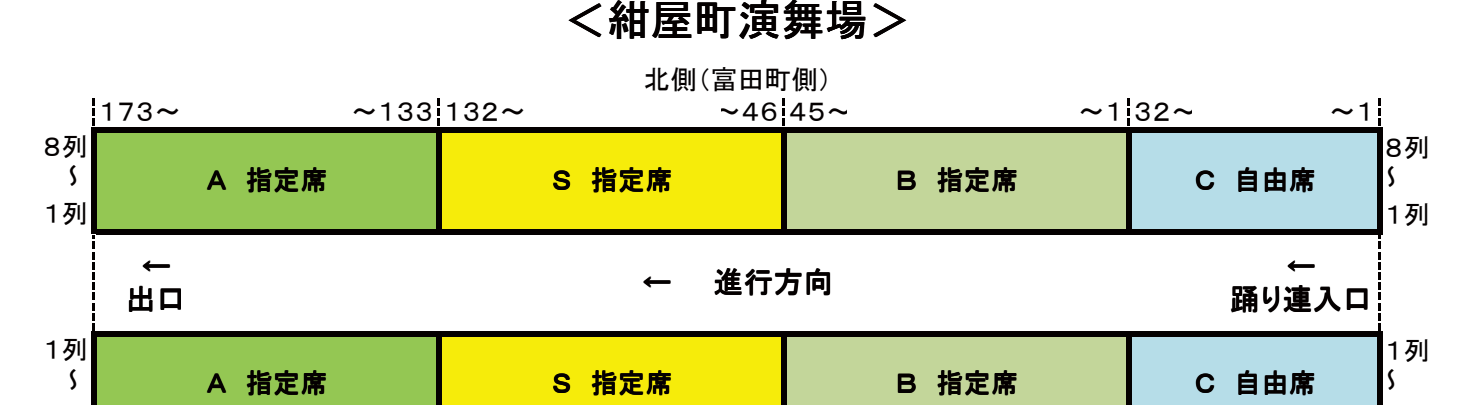 ＜紺屋町演舞場＞
北側(富田町側)
173～ ～133 132～ ～46 45～ ～1 32～ ～1
8列 8列
～ A 指定席 S 指定席 B 指定席 C 自由席 ～
1列 1列
← ←
← 進行方向
出口 踊り連入口
1列 1列
～ A 指定席 S 指定席 B 指定席 C 自由席 ～